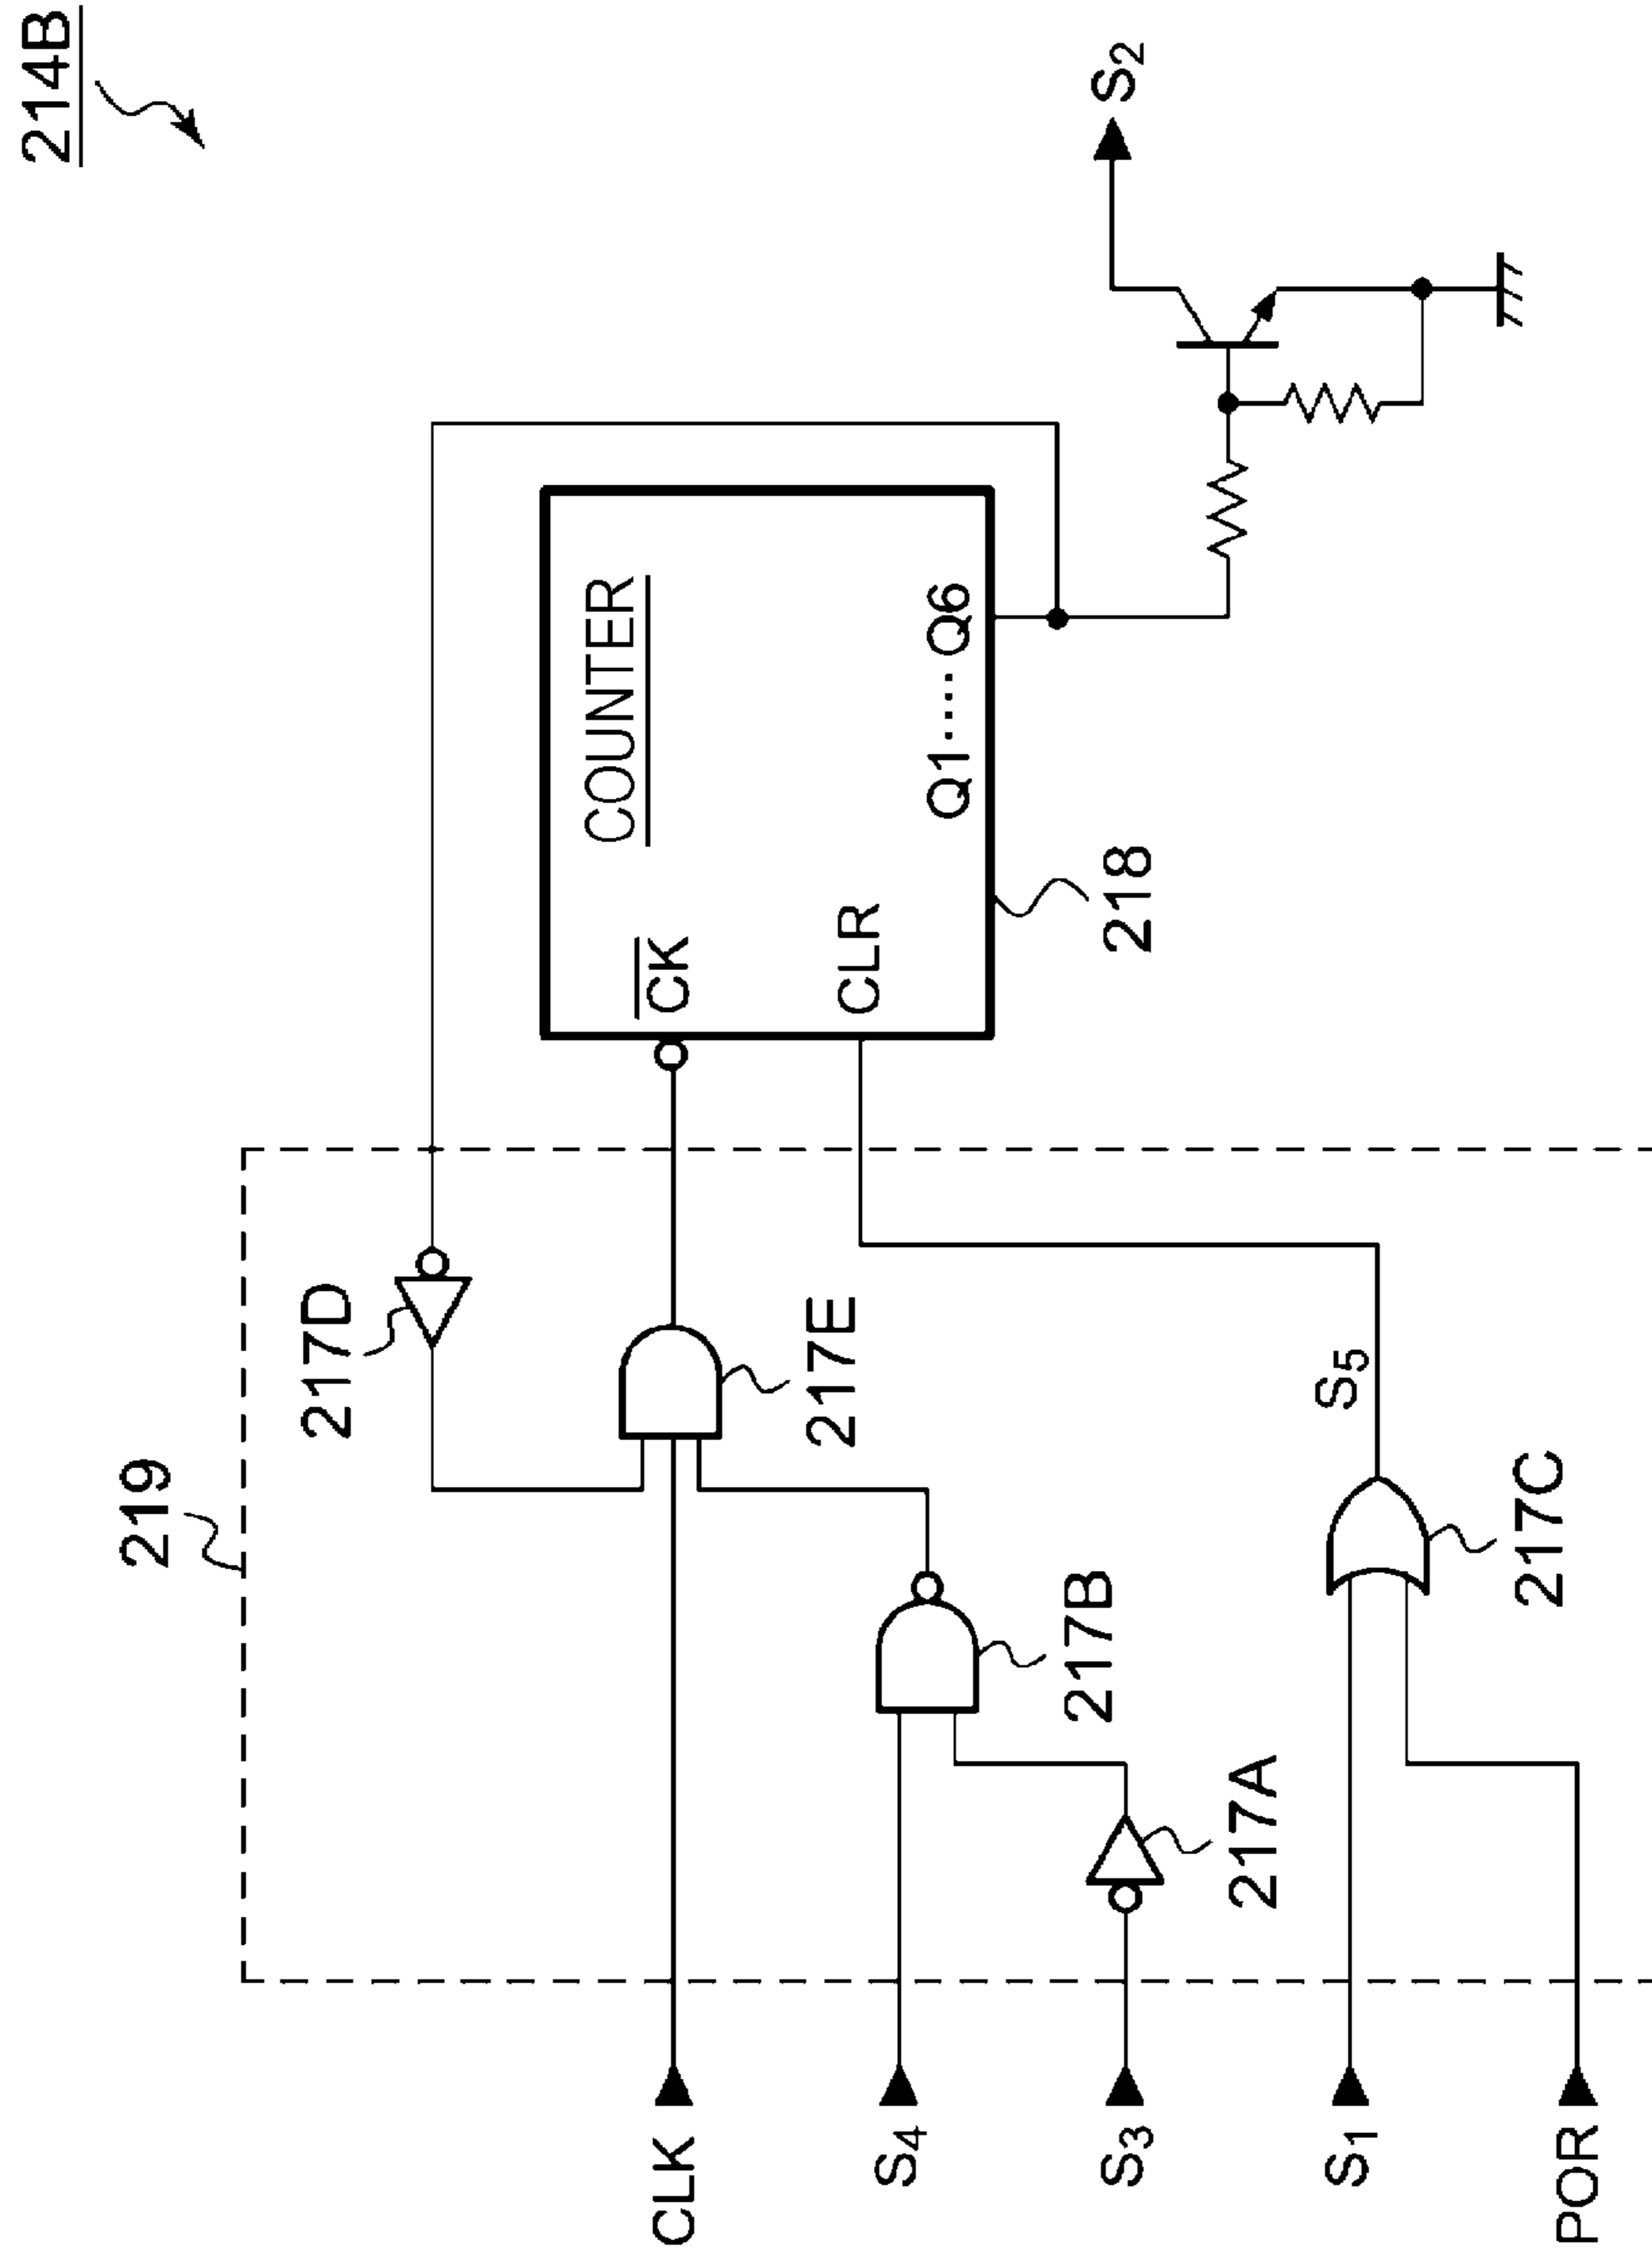 214B
219
217D
COUNTER
CK
CLR
Q1····Q6
217E
218
S2
CLK
S4
217B
S3
217A
S5
S1
217C
POR